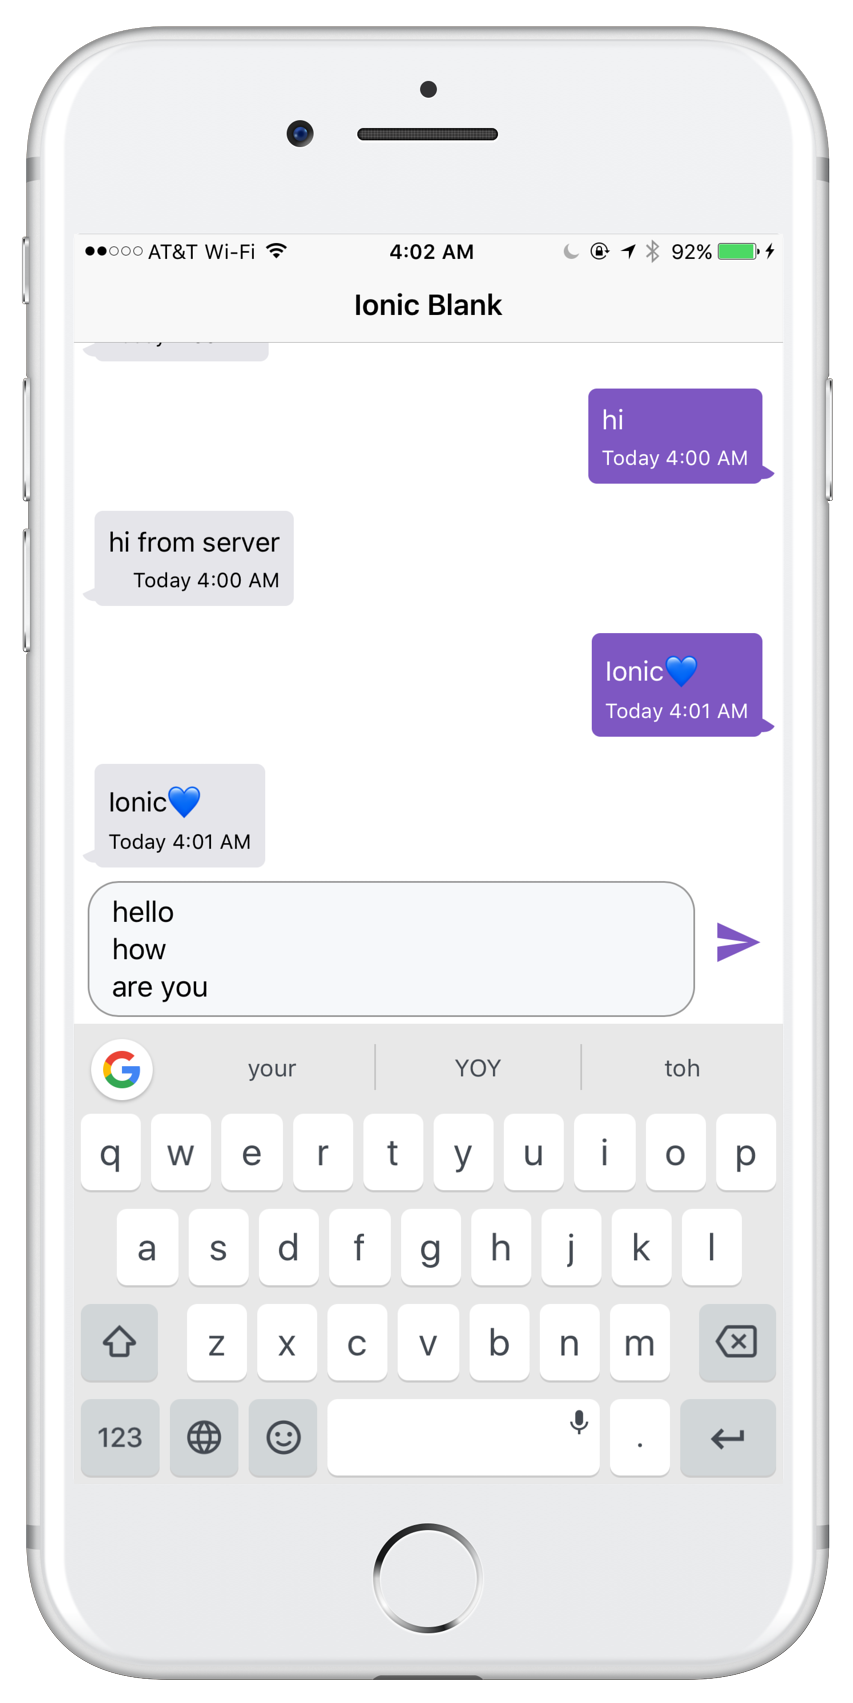 AT&T Wi-Fi 4:02 AM 92%
Ionic Blank
hi
Today 4:00 AM
hi from server
Today 4:00 AM
Ionic💙
Today 4:01 AM
Ionic💙
Today 4:01 AM
hello
how
are you
G your YOY toh
q w e r t y u i o p
a s d f g h j k l
z x c v b n m
123 .